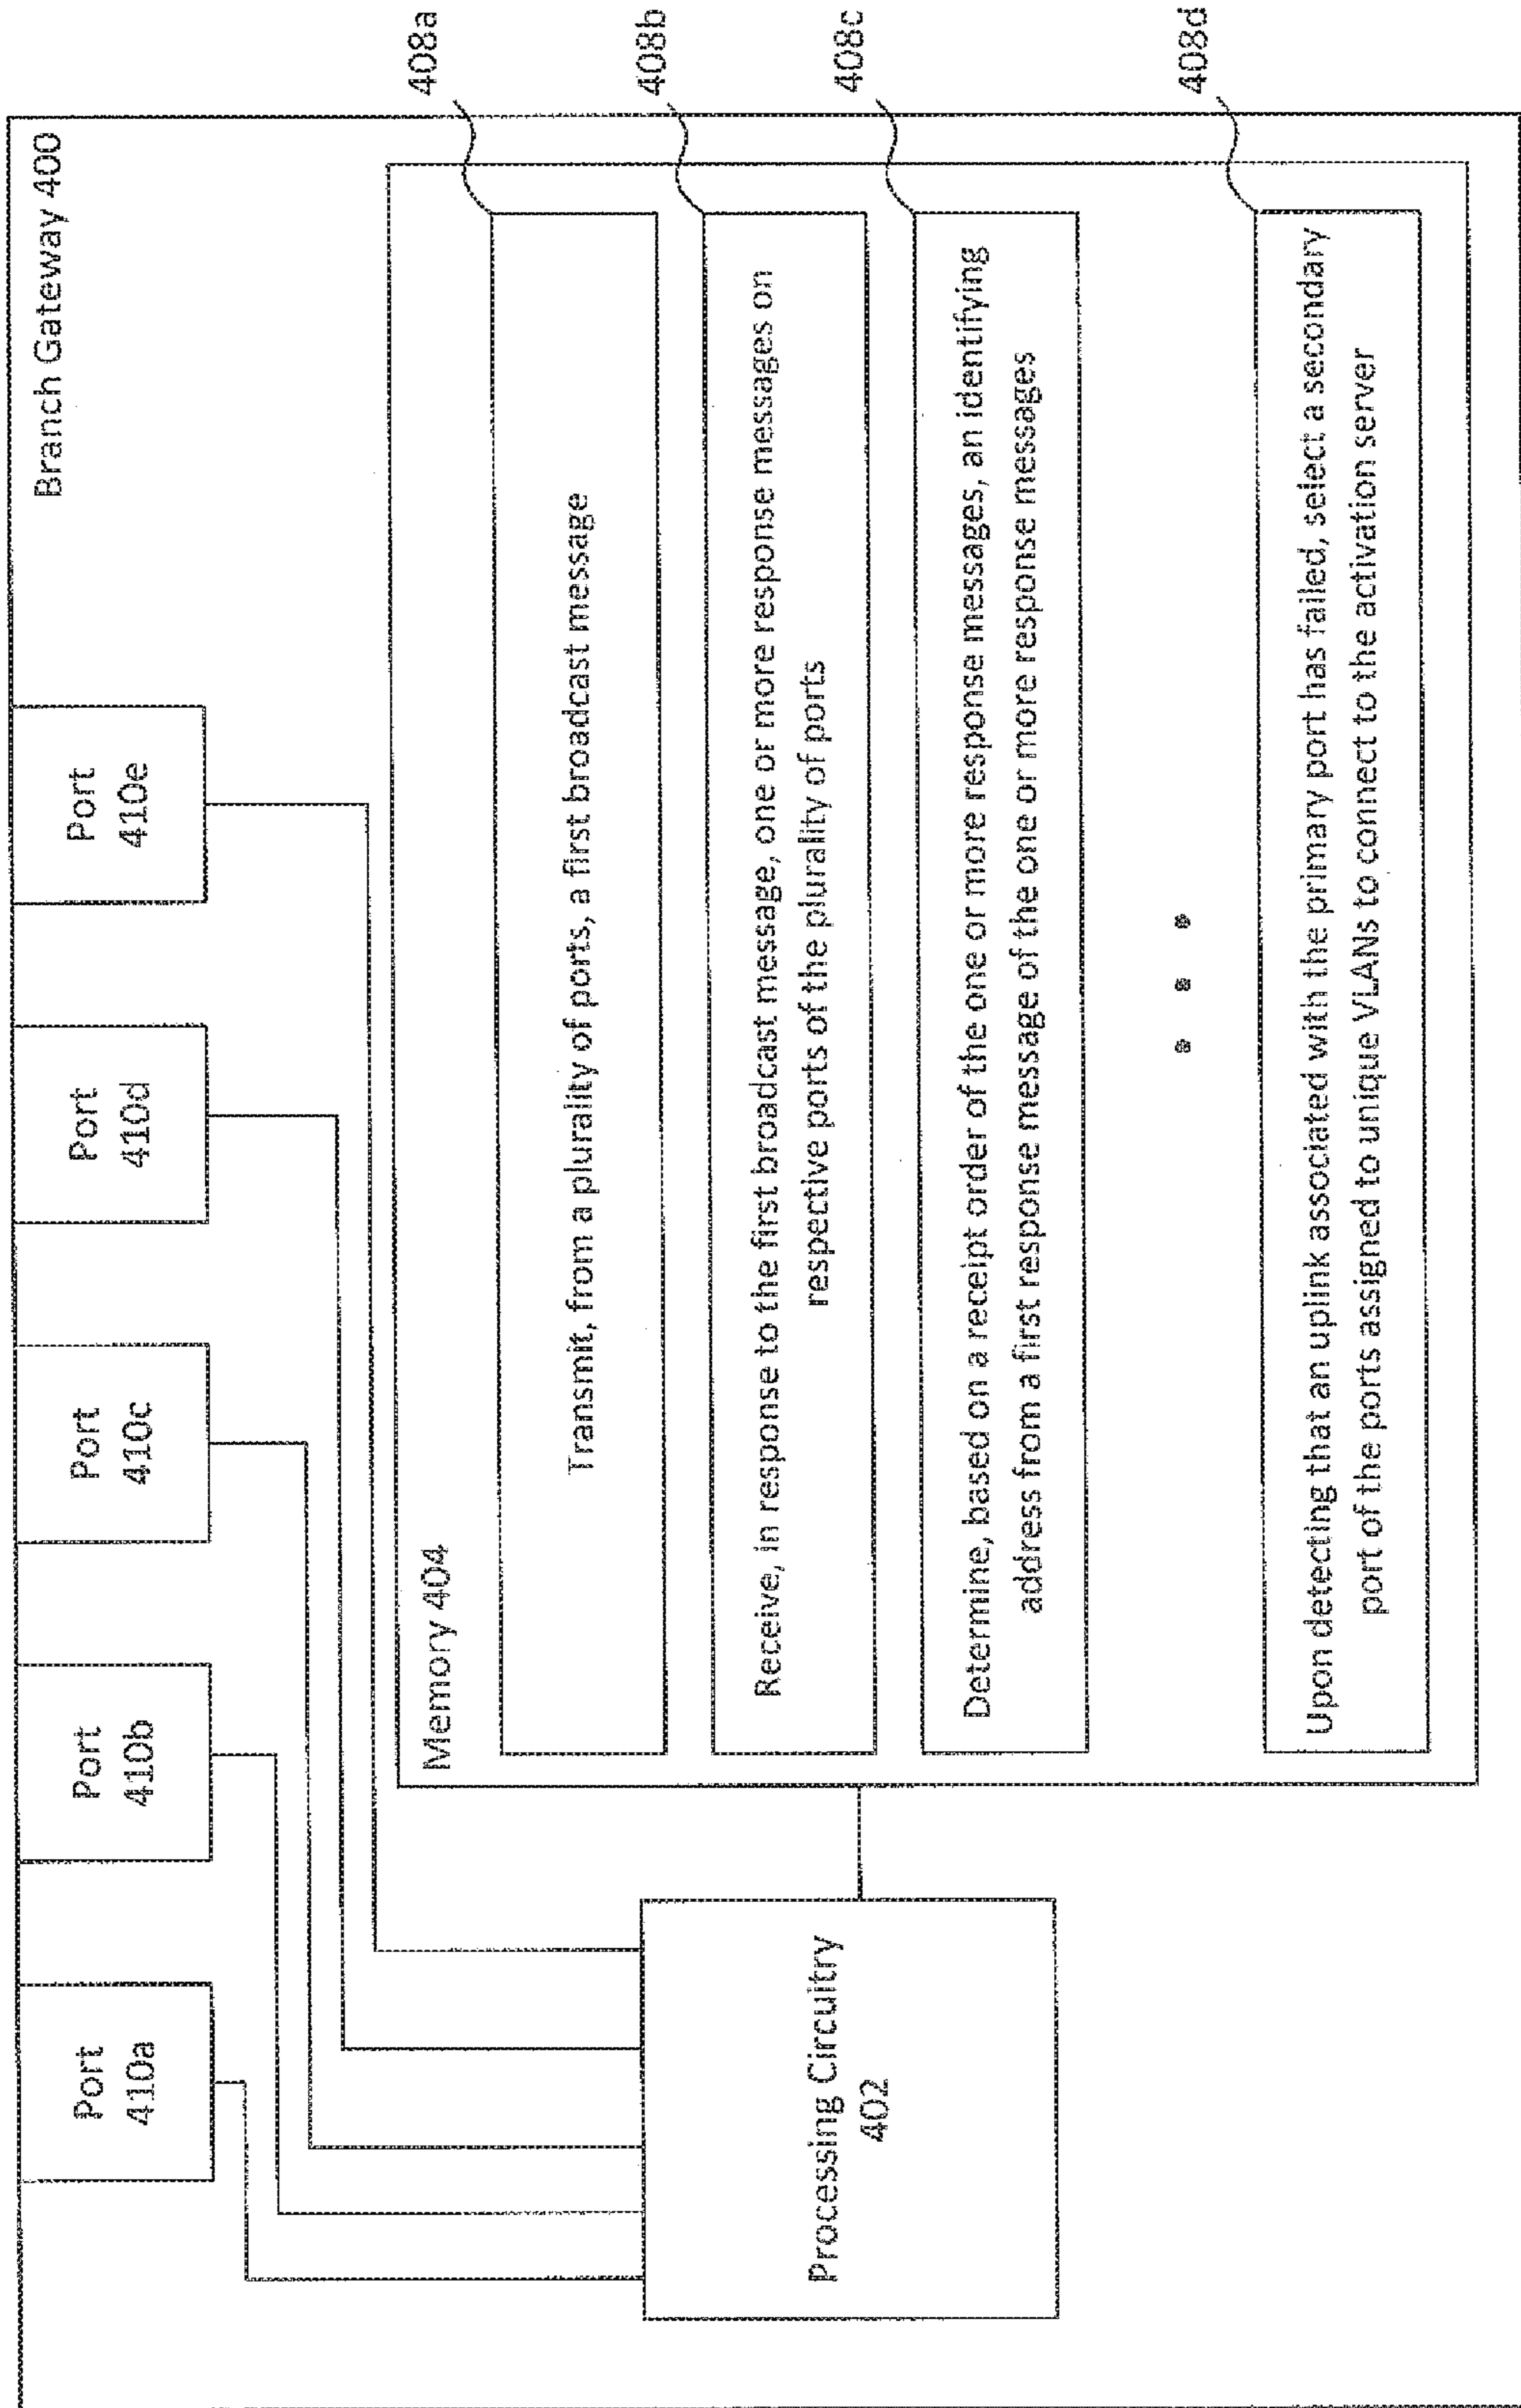 Branch Gateway 400
Port
410a
Port
410b
Port
410c
Port
410d
Port
410e
Memory 404
408a
Transmit, from a plurality of ports, a first broadcast message
408b
Receive, in response to the first broadcast message, one or more response messages on
respective ports of the plurality of ports
408c
Determine, based on a receipt order of the one or more response messages, an identifying
address from a first response message of the one or more response messages
408d
Upon detecting that an uplink associated with the primary port has failed, select a secondary
port of the ports assigned to unique VLANs to connect to the activation server
Processing Circuitry
402